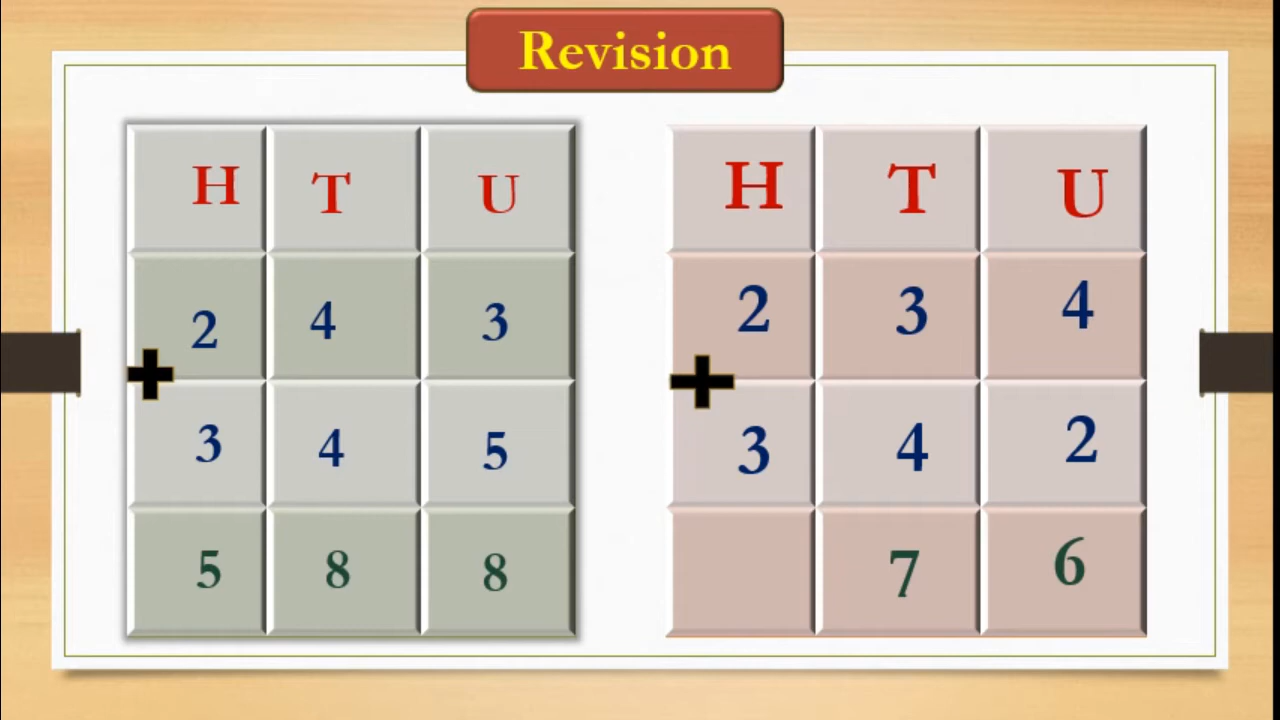 Revision
H T U
2 4 3
+
3 4 5
5 8 8
H T U
2 3 4
+
3 4 2
7 6